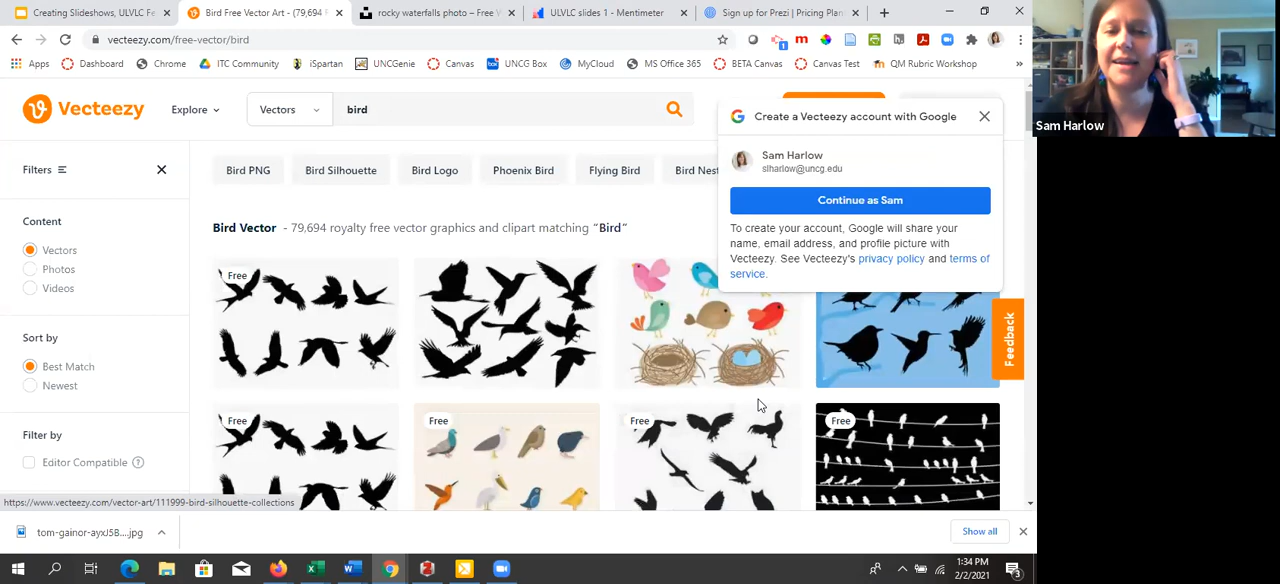 Creating Slideshows, ULVLC Fe
Bird Free Vector Art - (79,694 F
rocky waterfalls photo – Free V
ULVLC slides 1 - Mentimeter
Sign up for Prezi | Pricing Plan
vecteezy.com/free-vector/bird
Apps
Dashboard
Chrome
ITC Community
iSpartan
UNCGenie
Canvas
UNCG Box
MyCloud
MS Office 365
BETA Canvas
Canvas Test
QM Rubric Workshop
Sam Harlow
Vecteezy
Explore
Vectors
bird
Create a Vecteezy account with Google
Sam Harlow
slharlow@uncg.edu
Continue as Sam
To create your account, Google will share your
name, email address, and profile picture with
Vecteezy. See Vecteezy's privacy policy and terms of
service.
Filters
Bird PNG
Bird Silhouette
Bird Logo
Phoenix Bird
Flying Bird
Bird Nest
Content
Vectors
Photos
Videos
Bird Vector - 79,694 royalty free vector graphics and clipart matching “Bird”
Free
Feedback
Sort by
Best Match
Newest
Filter by
Editor Compatible
Free
Free
Free
Free
https://www.vecteezy.com/vector-art/111999-bird-silhouette-collections
tom-gainor-ayxJ5B....jpg
Show all
1:34 PM
2/2/2021